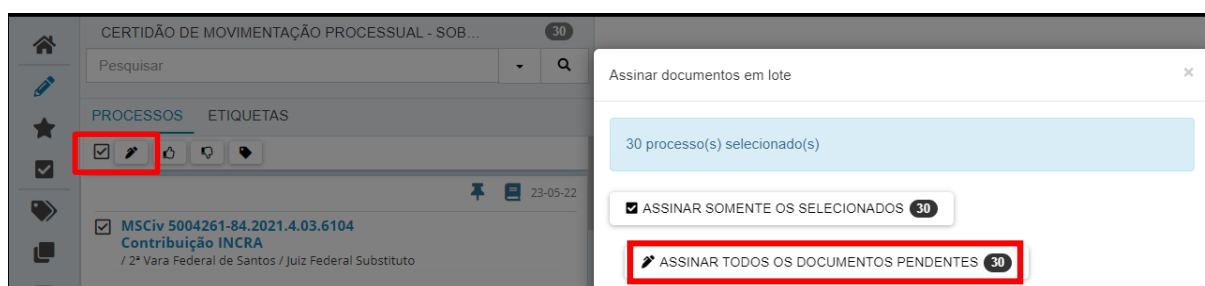 CERTIDÃO DE MOVIMENTAÇÃO PROCESSUAL - SOB... 30
Pesquisar
PROCESSOS ETIQUETAS
23-05-22
MSCiv 5004261-84.2021.4.03.6104
Contribuição INCRA
/ 2ª Vara Federal de Santos / Juiz Federal Substituto
Assinar documentos em lote ×
30 processo(s) selecionado(s)
ASSINAR SOMENTE OS SELECIONADOS 30
ASSINAR TODOS OS DOCUMENTOS PENDENTES 30